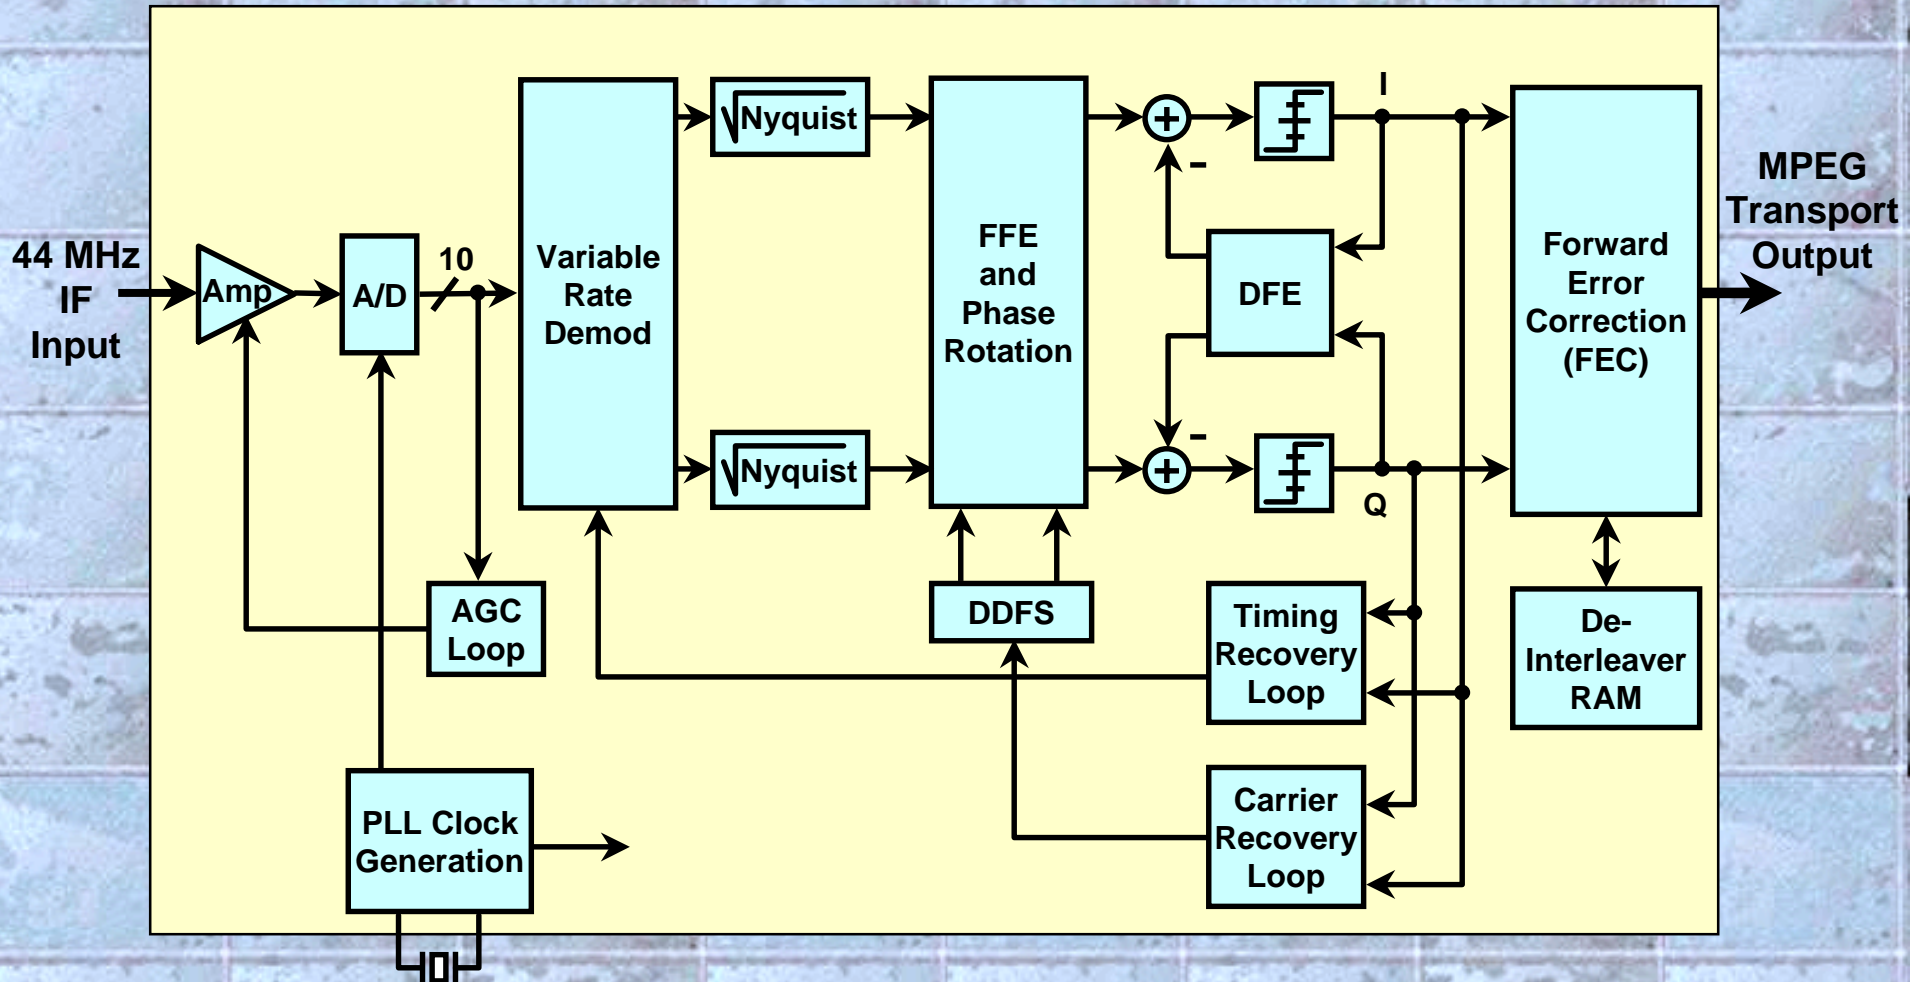 44 MHz
IF
Input
Amp
A/D
10
Variable
Rate
Demod
√Nyquist
√Nyquist
FFE
and
Phase
Rotation
+
-
+
-
I
Q
DFE
Forward
Error
Correction
(FEC)
MPEG
Transport
Output
AGC
Loop
DDFS
Timing
Recovery
Loop
De-
Interleaver
RAM
PLL Clock
Generation
Carrier
Recovery
Loop